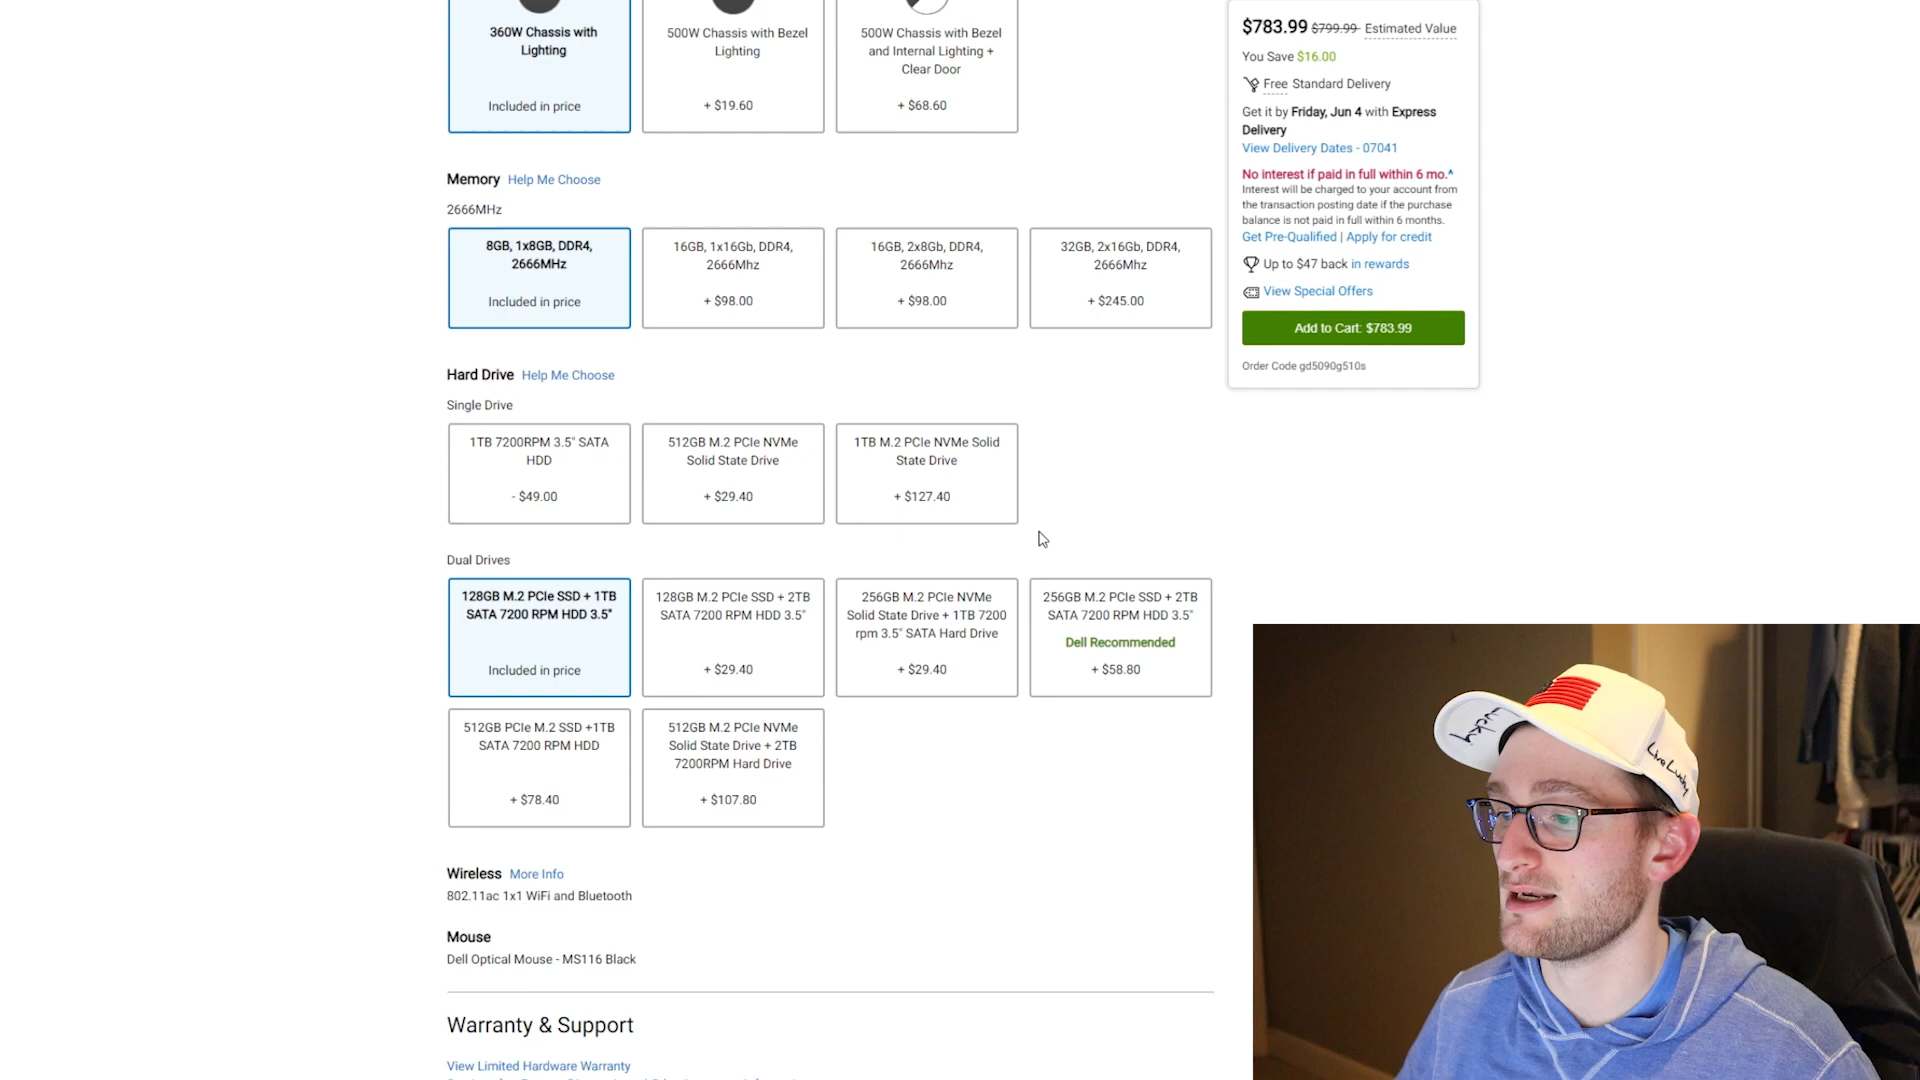 360W Chassis with
Lighting
Included in price
500W Chassis with Bezel
Lighting
+ $19.60
500W Chassis with Bezel
and Internal Lighting +
Clear Door
+ $68.60
Memory Help Me Choose
2666MHz
8GB, 1x8GB, DDR4,
2666MHz
Included in price
16GB, 1x16Gb, DDR4,
2666Mhz
+ $98.00
16GB, 2x8Gb, DDR4,
2666Mhz
+ $98.00
32GB, 2x16Gb, DDR4,
2666Mhz
+ $245.00
Hard Drive Help Me Choose
Single Drive
1TB 7200RPM 3.5" SATA
HDD
- $49.00
512GB M.2 PCIe NVMe
Solid State Drive
+ $29.40
1TB M.2 PCIe NVMe Solid
State Drive
+ $127.40
Dual Drives
128GB M.2 PCIe SSD + 1TB
SATA 7200 RPM HDD 3.5"
Included in price
128GB M.2 PCIe SSD + 2TB
SATA 7200 RPM HDD 3.5"
+ $29.40
256GB M.2 PCIe NVMe
Solid State Drive + 1TB 7200
rpm 3.5" SATA Hard Drive
+ $29.40
256GB M.2 PCIe SSD + 2TB
SATA 7200 RPM HDD 3.5"
Dell Recommended
+ $58.80
512GB PCIe M.2 SSD +1TB
SATA 7200 RPM HDD
+ $78.40
512GB M.2 PCIe NVMe
Solid State Drive + 2TB
7200RPM Hard Drive
+ $107.80
Wireless More Info
802.11ac 1x1 WiFi and Bluetooth
Mouse
Dell Optical Mouse - MS116 Black
Warranty & Support
View Limited Hardware Warranty
$783.99 $799.99 Estimated Value
You Save $16.00
Free Standard Delivery
Get it by Friday, Jun 4 with Express
Delivery
View Delivery Dates - 07041
No interest if paid in full within 6 mo.^
Interest will be charged to your account from
the transaction posting date if the purchase
balance is not paid in full within 6 months.
Get Pre-Qualified | Apply for credit
Up to $47 back in rewards
View Special Offers
Add to Cart: $783.99
Order Code gd5090g510s
Lucky
Live Lucky